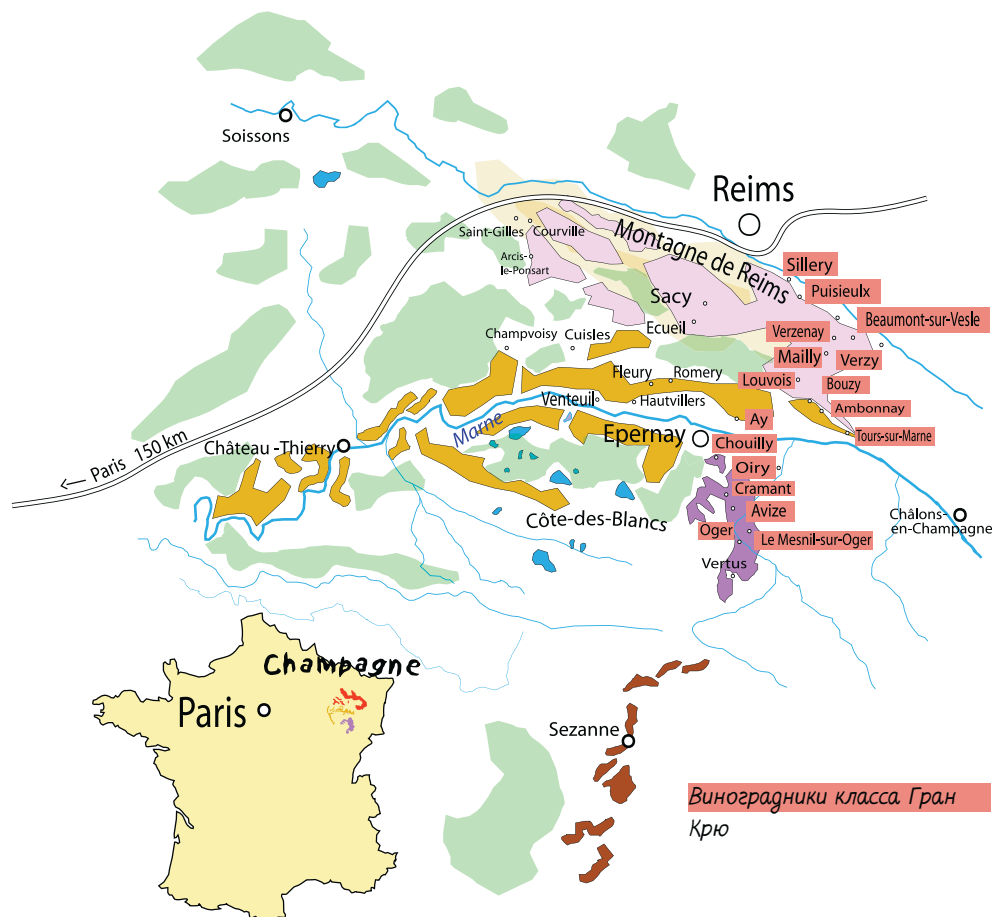 Soissons
Reims
Montagne de Reims
Saint-Gilles
Courville
Arcis-
le-Ponsart
Sillery
Puisieulx
Sacy
Beaumont-sur-Vesle
Ecueil
Verzenay
Champvoisy
Cuisles
Mailly
Verzy
Fleury
Romery
Louvois
Bouzy
Venteuil
Hautvillers
Ambonnay
Ay
Marne
Epernay
Tours-sur-Marne
← Paris 150 km
Château -Thierry
Chouilly
Oiry
Cramant
Avize
Côte-des-Blancs
Oger
Le Mesnil-sur-Oger
Châlons-
en-Champagne
Vertus
Champagne
Paris
Sezanne
Виноградники класса Гран
Крю